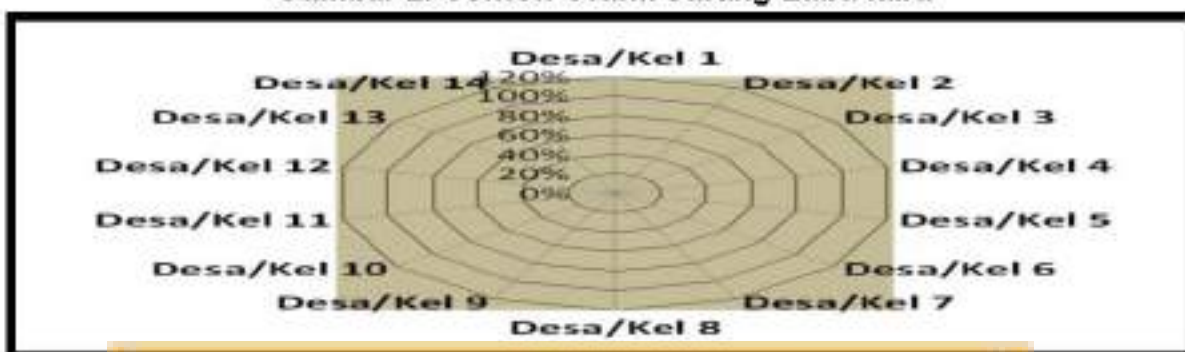 Desa/Kel 1
Desa/Kel 14
120%
Desa/Kel 2
100%
Desa/Kel 13
80%
Desa/Kel 3
60%
Desa/Kel 12
40%
Desa/Kel 4
20%
0%
Desa/Kel 11
Desa/Kel 5
Desa/Kel 10
Desa/Kel 6
Desa/Kel 9
Desa/Kel 7
Desa/Kel 8